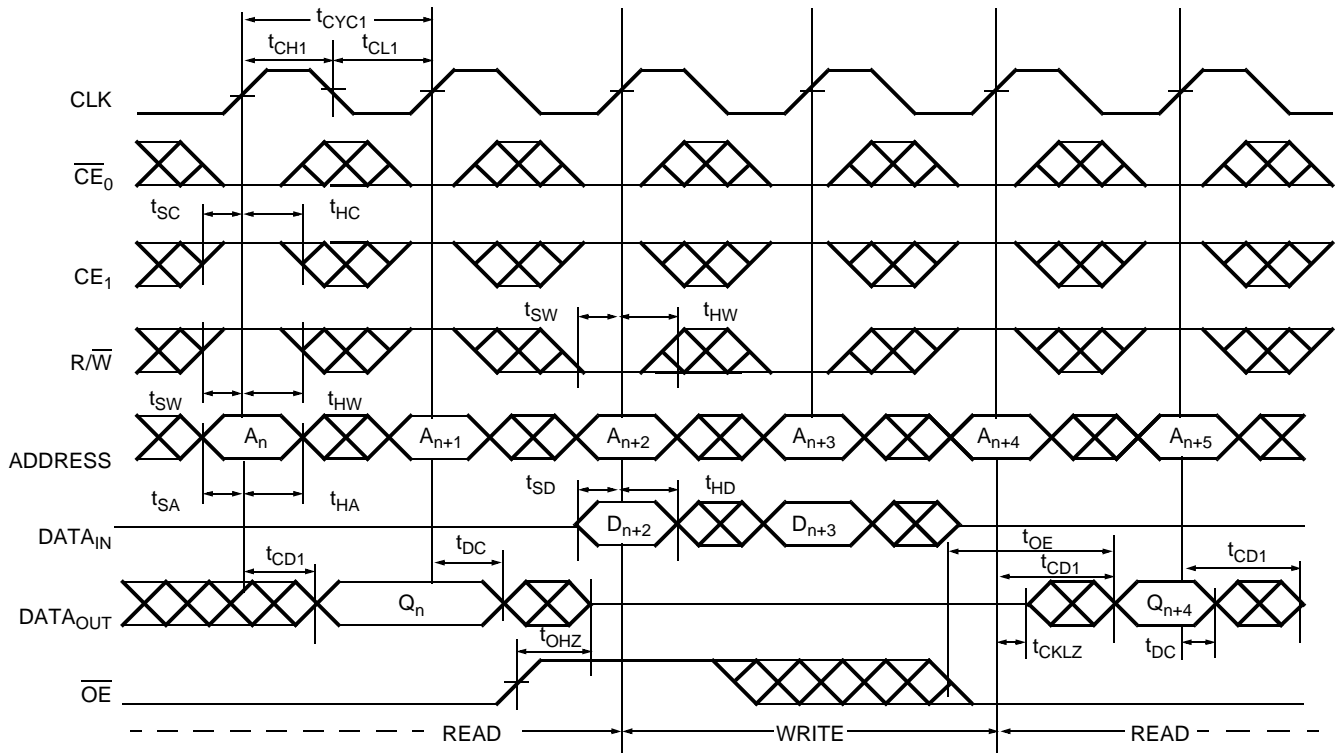 tCYC1
tCH1 tCL1
CLK
CE0
tSC tHC
CE1
tSW tHW
R/W
tSW tHW
An An+1 An+2 An+3 An+4 An+5
ADDRESS
tSA tHA tSD tHD
Dn+2 Dn+3
DATAIN
tOE
tCD1 tDC tCD1 tCD1
Qn Qn+4
DATAOUT
tOHZ tCKLZ tDC
OE
READ WRITE READ